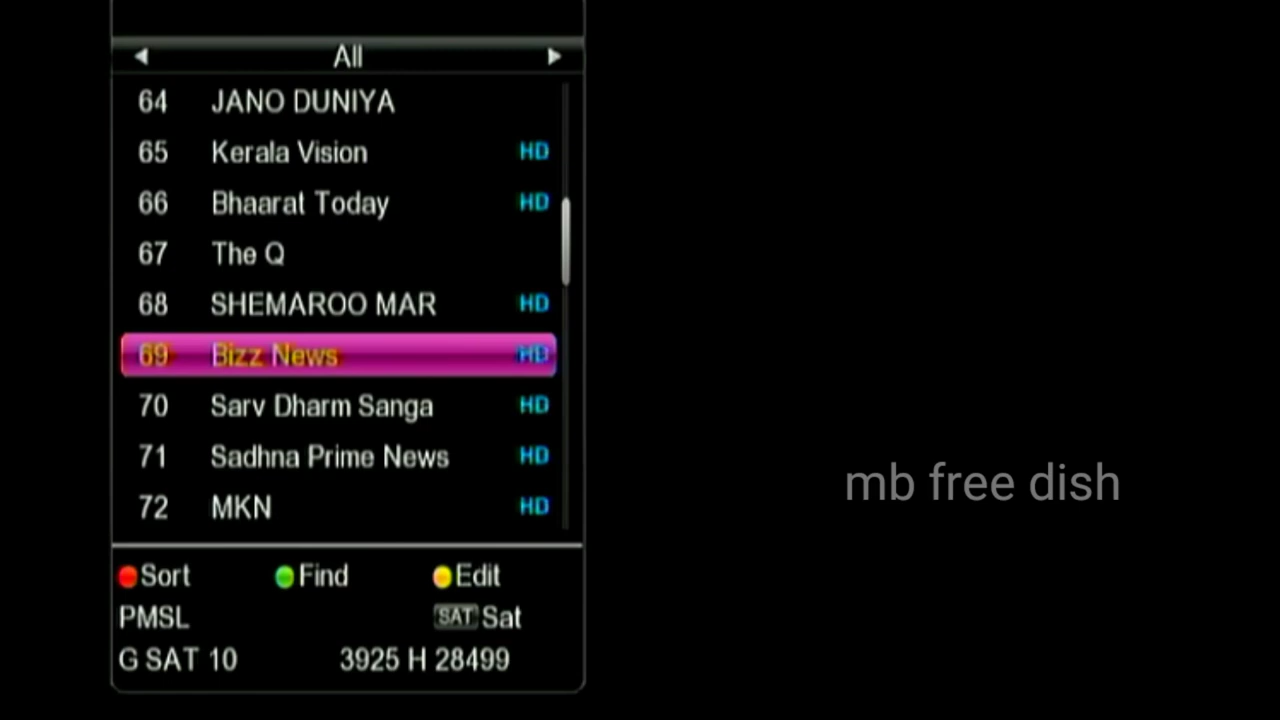 All
64 JANO DUNIYA
65 Kerala Vision HD
66 Bhaarat Today HD
67 The Q
68 SHEMAROO MAR HD
69 Bizz News HD
70 Sarv Dharm Sanga HD
71 Sadhna Prime News HD
72 MKN HD
mb free dish
Sort Find Edit
PMSL SAT Sat
G SAT 10 3925 H 28499